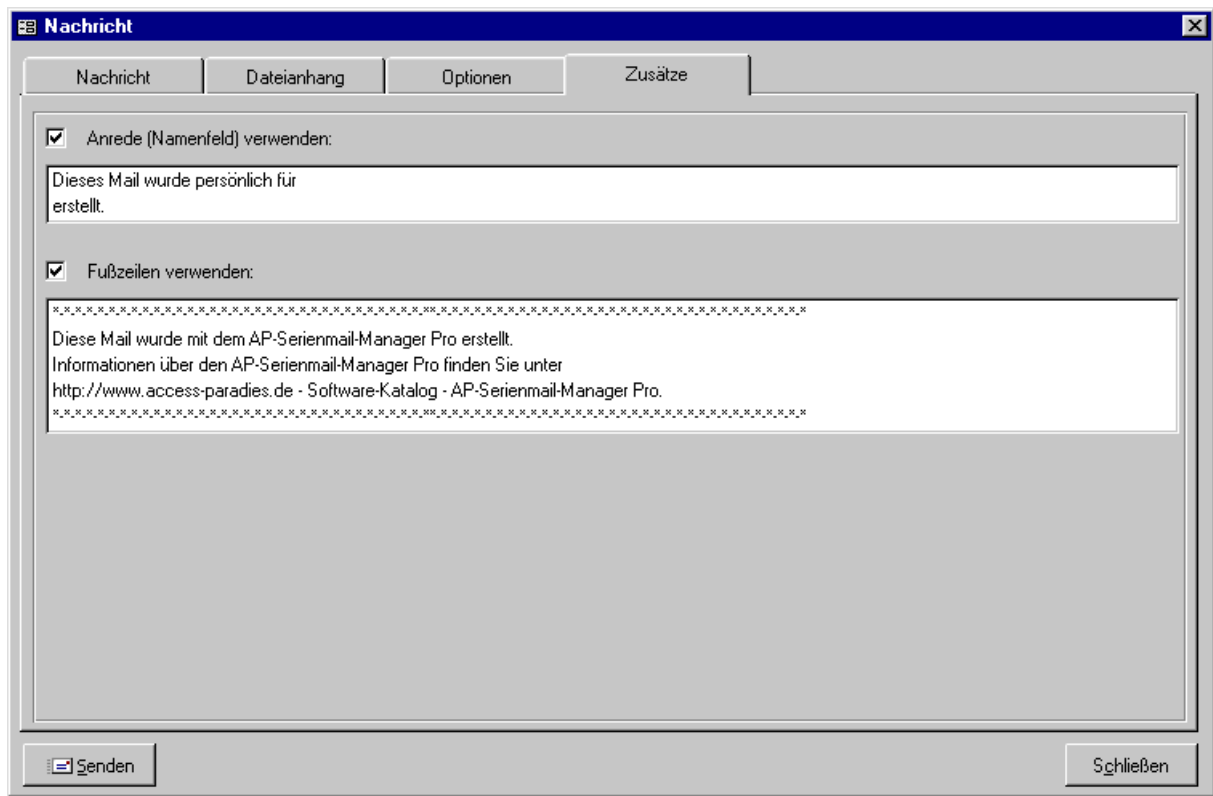 Nachricht
Nachricht Dateianhang Optionen Zusätze
Anrede (Namenfeld) verwenden:
Dieses Mail wurde persönlich für
erstellt.
Fußzeilen verwenden:
*.*.*.*.*.*.*.*.*.*.*.*.*.*.*.*.*.*.*.*.*.*.*.*.*.*.*.*.*.*.*.*.*.**.*.*.*.*.*.*.*.*.*.*.*.*.*.*.*.*.*.*.*.*.*.*.*.*.*.*.*.*.*.*.*.*.*
Diese Mail wurde mit dem AP-Serienmail-Manager Pro erstellt.
Informationen über den AP-Serienmail-Manager Pro finden Sie unter
http://www.access-paradies.de - Software-Katalog - AP-Serienmail-Manager Pro.
*.*.*.*.*.*.*.*.*.*.*.*.*.*.*.*.*.*.*.*.*.*.*.*.*.*.*.*.*.*.*.*.*.**.*.*.*.*.*.*.*.*.*.*.*.*.*.*.*.*.*.*.*.*.*.*.*.*.*.*.*.*.*.*.*.*.*
Senden Schließen